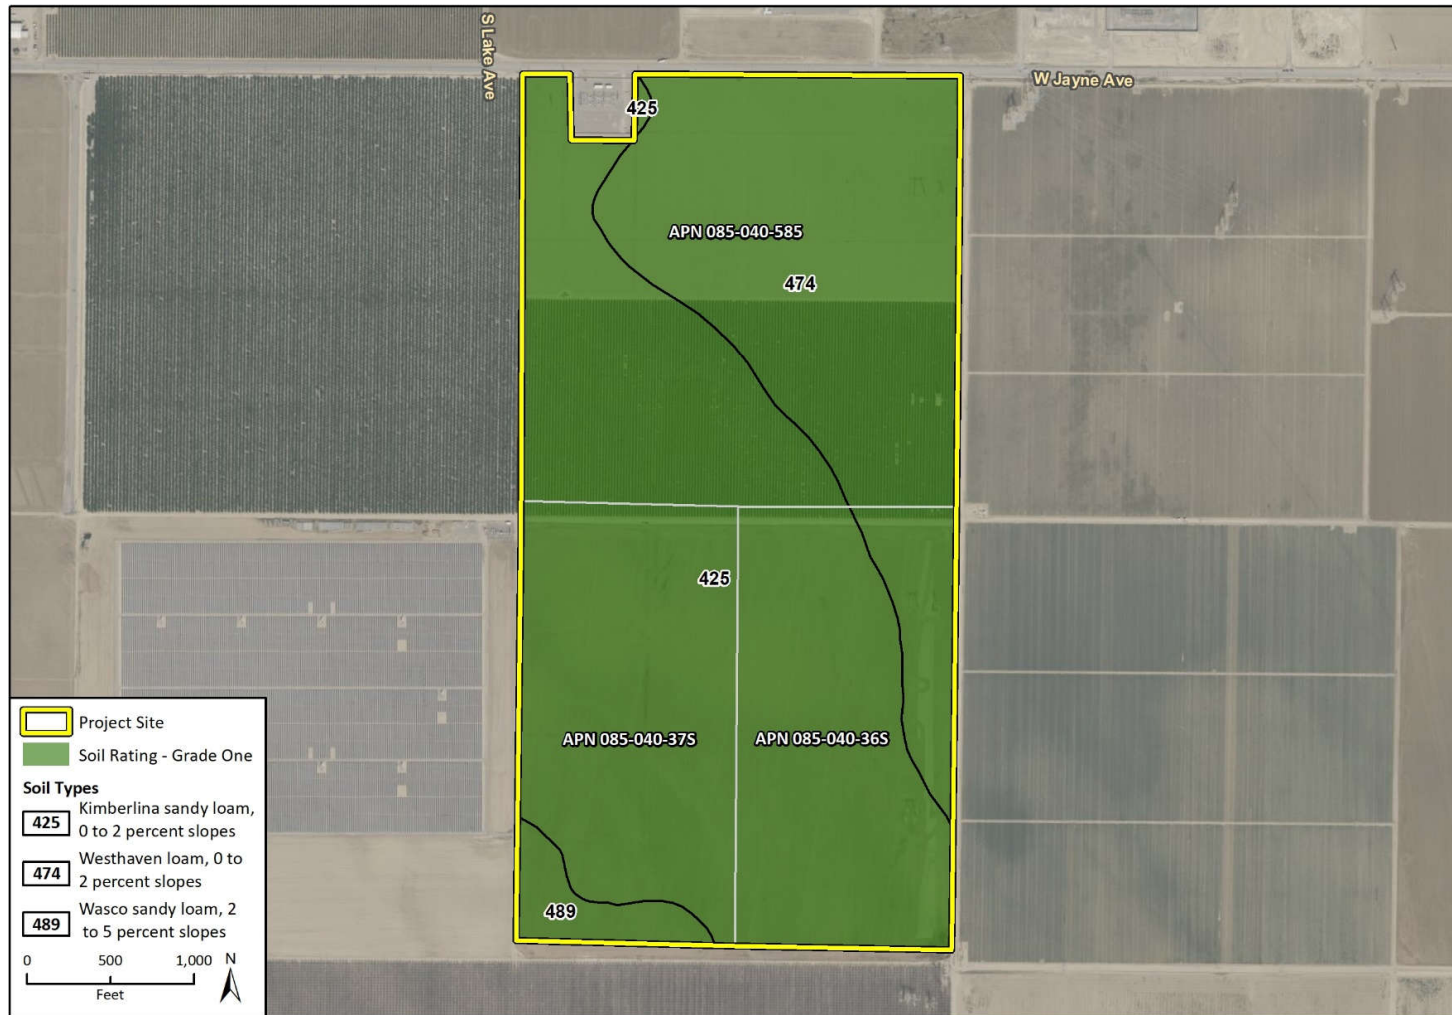 S Lake Ave
W Jayne Ave
425
APN 085-040-585
474
425
APN 085-040-37S
APN 085-040-36S
489
Project Site
Soil Rating - Grade One
Soil Types
425 Kimberlina sandy loam,
0 to 2 percent slopes
474 Westhaven loam, 0 to
2 percent slopes
489 Wasco sandy loam, 2
to 5 percent slopes
0 500 1,000 N
Feet